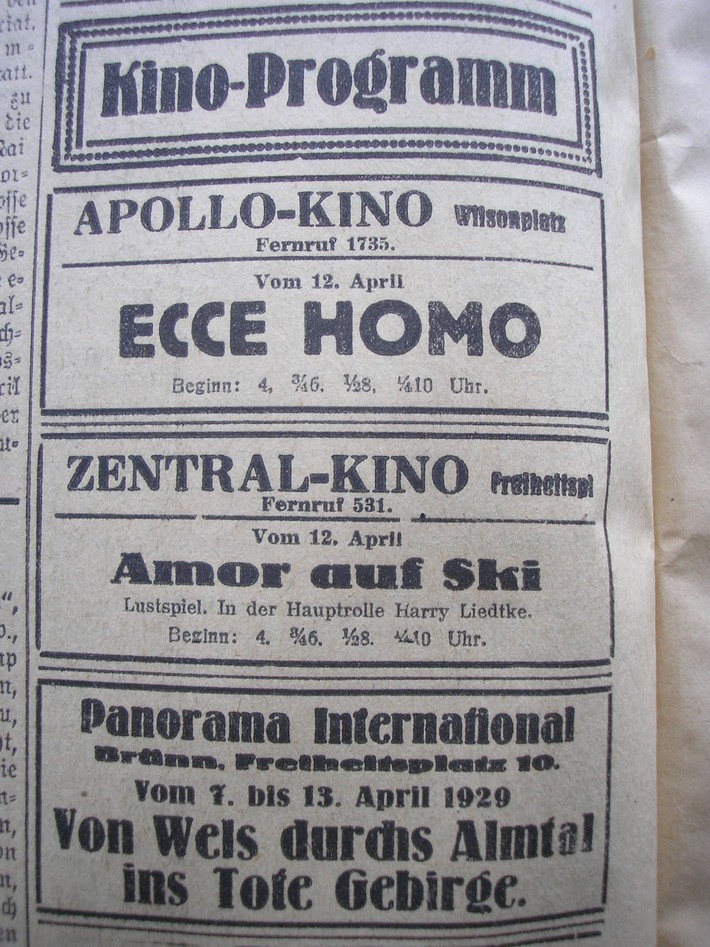 Kino-Programm
APOLLO-KINO Wilsonplatz
Fernruf 1735.
Vom 12. April
ECCE HOMO
Beginn: 4, ¾6, ½8, ¼10 Uhr.
ZENTRAL-KINO Freiheitspl
Fernruf 531.
Vom 12. April
Amor auf Ski
Lustspiel. In der Hauptrolle Harry Liedtke.
Beginn: 4. ¾6. ½8. ¼10 Uhr.
Panorama International
Brünn, Freiheitsplatz 10.
Vom 7. bis 13. April 1929
Von Wels durchs Almtal
ins Tote Gebirge.